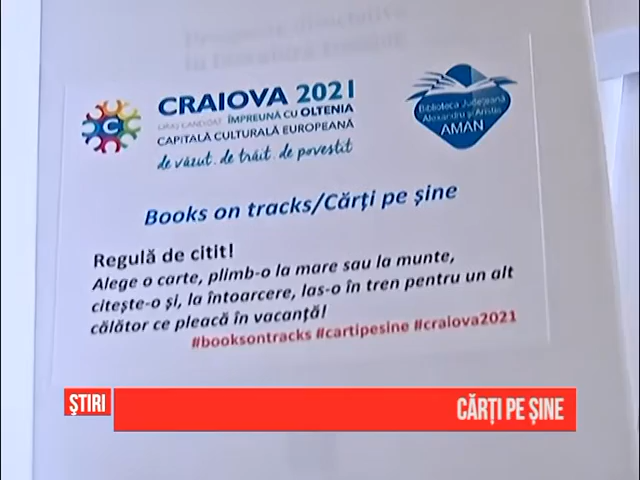 CRAIOVA 2021
ORAȘ CANDIDAT ÎMPREUNĂ CU OLTENIA
CAPITALĂ CULTURALĂ EUROPEANĂ
de văzut. de trăit. de povestit
C
Biblioteca Județeană
Alexandru și Aristia
AMAN
Books on tracks/Cărți pe șine
Regulă de citit!
Alege o carte, plimb-o la mare sau la munte,
citește-o și, la întoarcere, las-o în tren pentru un alt
călător ce pleacă în vacanță!
#booksontracks #cartipesine #craiova2021
ȘTIRI
CĂRȚI PE ȘINE